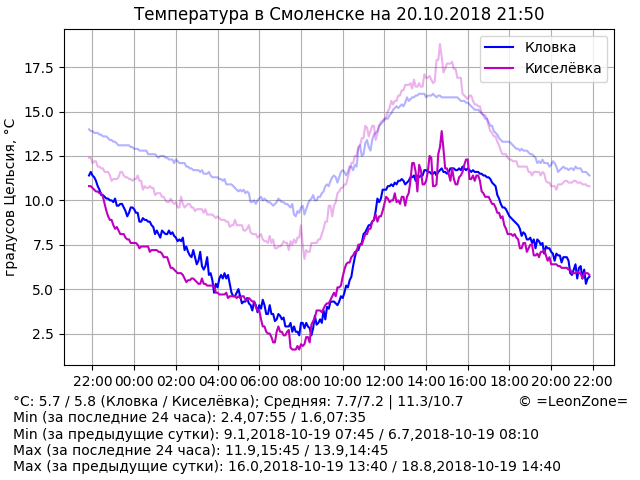 Температура в Смоленске на 20.10.2018 21:50
Кловка
Киселёвка
градусов Цельсия, °C
17.5
15.0
12.5
10.0
7.5
5.0
2.5
22:00 00:00 02:00 04:00 06:00 08:00 10:00 12:00 14:00 16:00 18:00 20:00 22:00
°C: 5.7 / 5.8 (Кловка / Киселёвка); Средняя: 7.7/7.2 | 11.3/10.7 © =LeonZone=
Min (за последние 24 часа): 2.4,07:55 / 1.6,07:35
Min (за предыдущие сутки): 9.1,2018-10-19 07:45 / 6.7,2018-10-19 08:10
Max (за последние 24 часа): 11.9,15:45 / 13.9,14:45
Max (за предыдущие сутки): 16.0,2018-10-19 13:40 / 18.8,2018-10-19 14:40